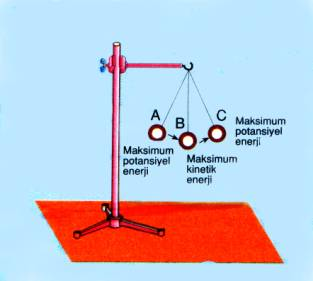 A
B
C
Maksimum
potansiyel
enerji
Maksimum
kinetik
enerji
Maksimum
potansiyel
enerji